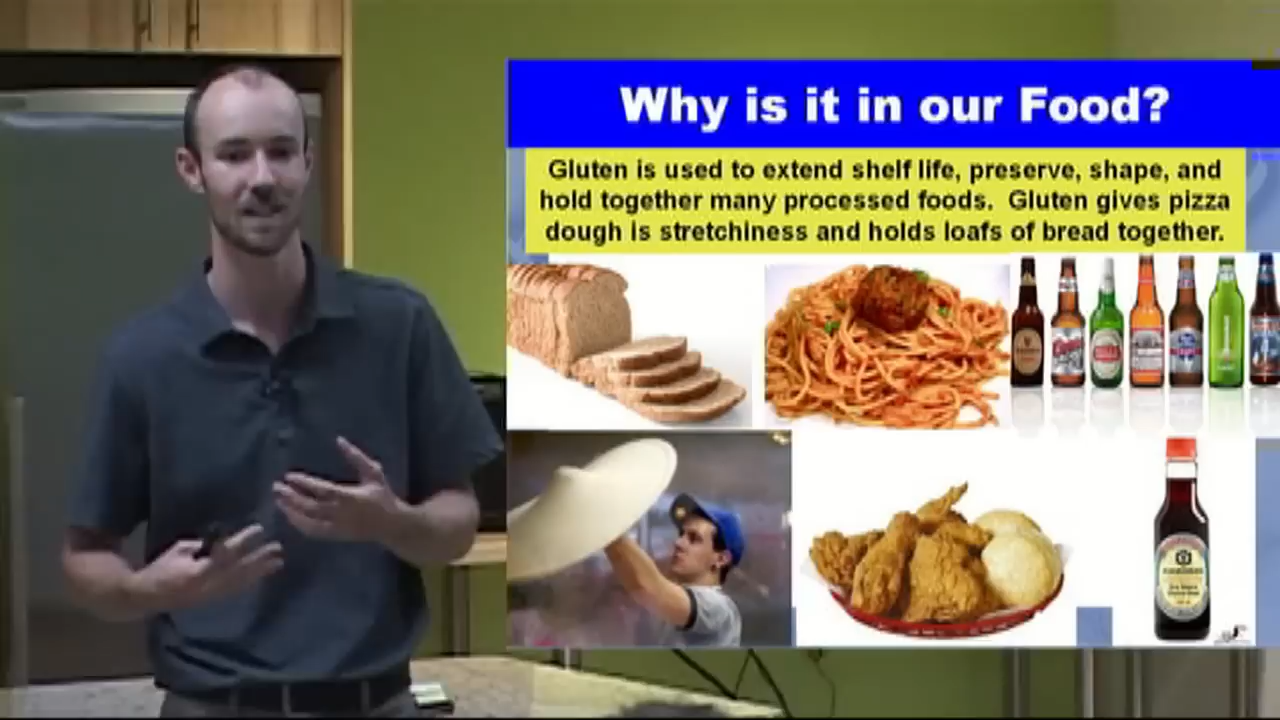 Why is it in our Food?
Gluten is used to extend shelf life, preserve, shape, and
hold together many processed foods. Gluten gives pizza
dough is stretchiness and holds loafs of bread together.